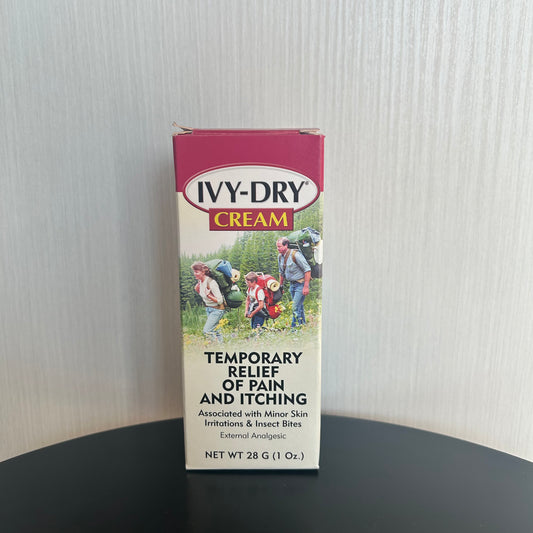 IVY-DRY®
CREAM
TEMPORARY
RELIEF
OF PAIN
AND ITCHING
Associated with Minor Skin
Irritations & Insect Bites
External Analgesic
NET WT 28 G (1 Oz.)